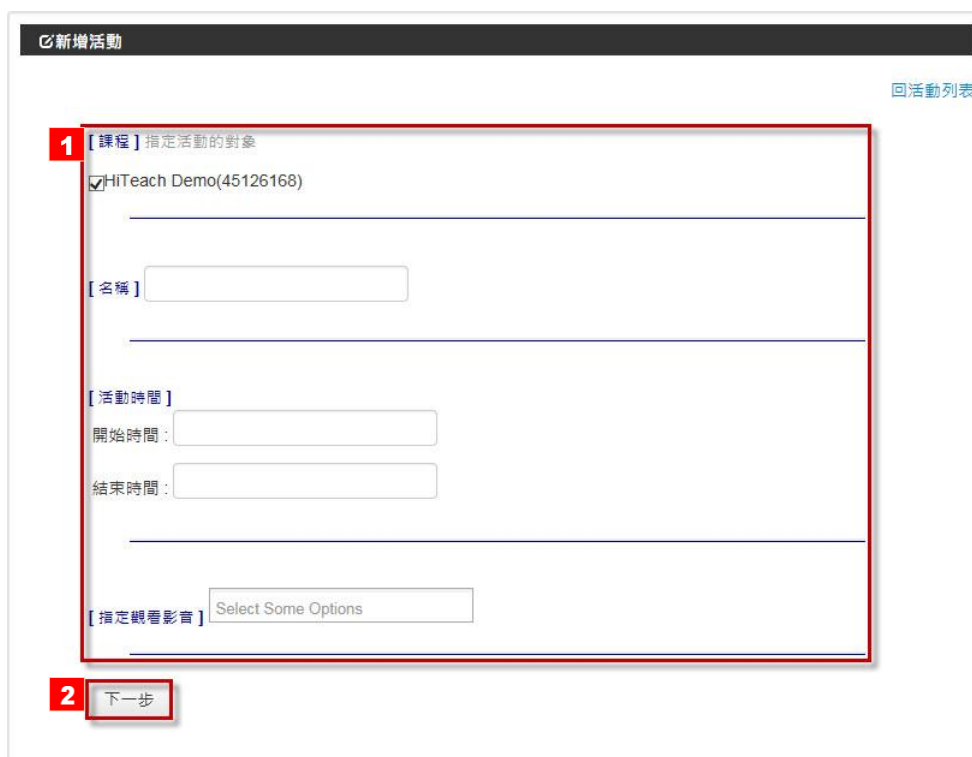 新增活動
回活動列表
1
[ 課程 ] 指定活動的對象
HiTeach Demo(45126168)
[ 名稱 ]
[ 活動時間 ]
開始時間 :
結束時間 :
[ 指定觀看影音 ] Select Some Options
2
下一步